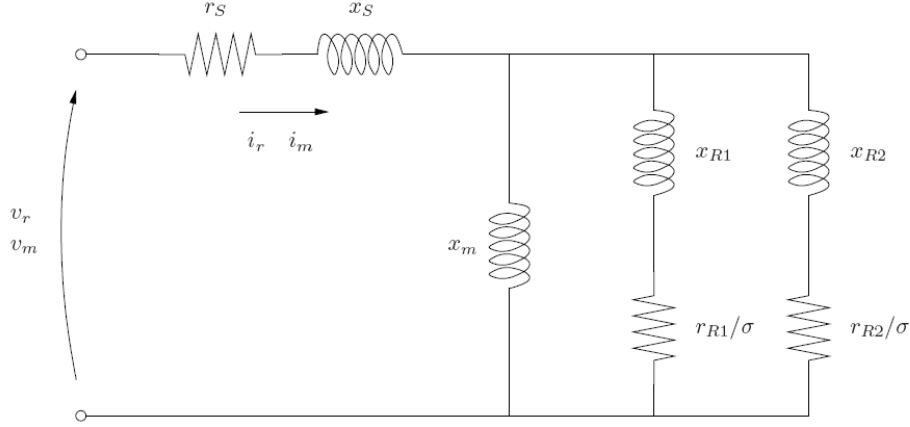 r_S x_S
i_r i_m
x_{R1} x_{R2}
v_r
v_m
x_m
r_{R1}/σ r_{R2}/σ